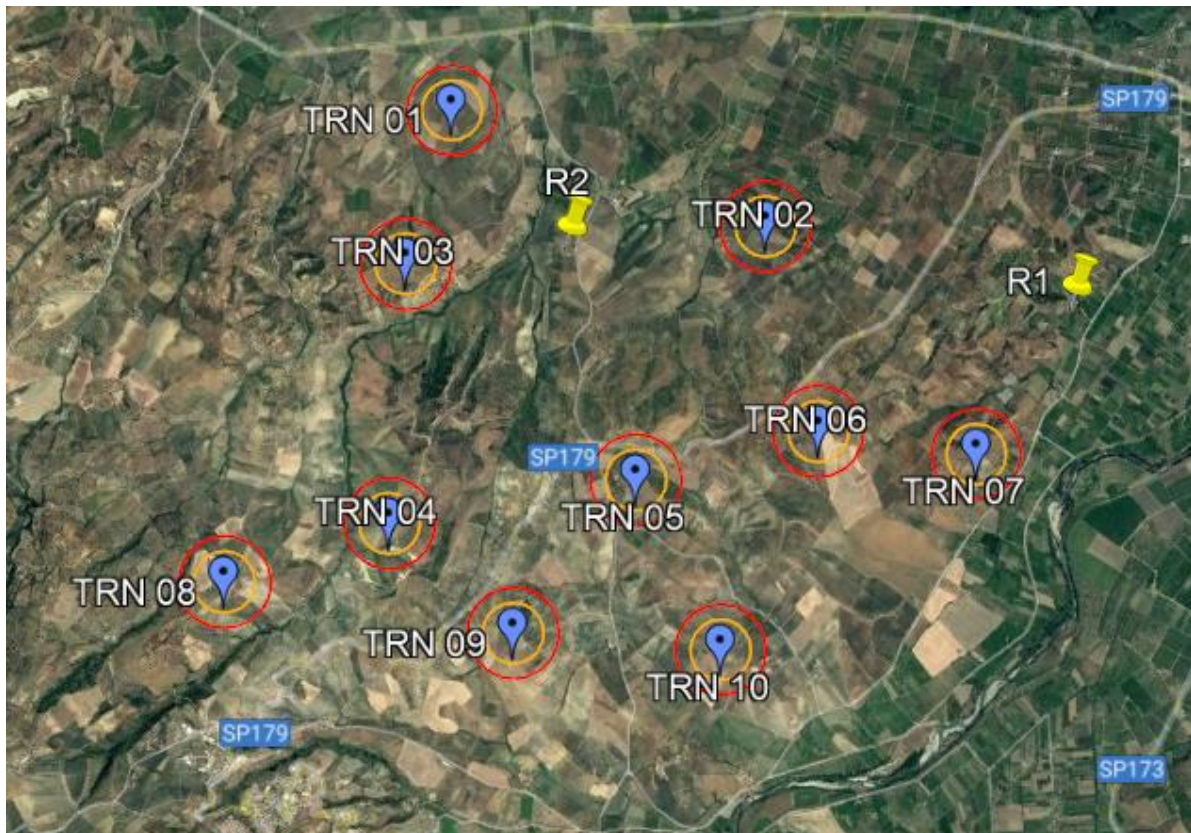 SP179
TRN 01
R2
TRN 02
TRN 03
R1
TRN 06
SP179
TRN 07
TRN 05
TRN 04
TRN 08
TRN 09
TRN 10
SP179
SP173